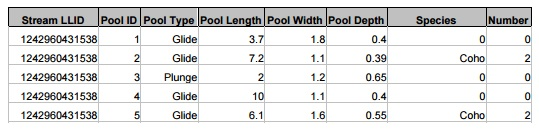 Stream LLID Pool ID Pool Type Pool Length Pool Width Pool Depth Species Number
1242960431538 1 Glide 3.7 1.8 0.4 0 0
1242960431538 2 Glide 7.2 1.1 0.39 Coho 2
1242960431538 3 Plunge 2 1.2 0.65 0 0
1242960431538 4 Glide 10 1.1 0.4 0 0
1242960431538 5 Glide 6.1 1.6 0.55 Coho 2